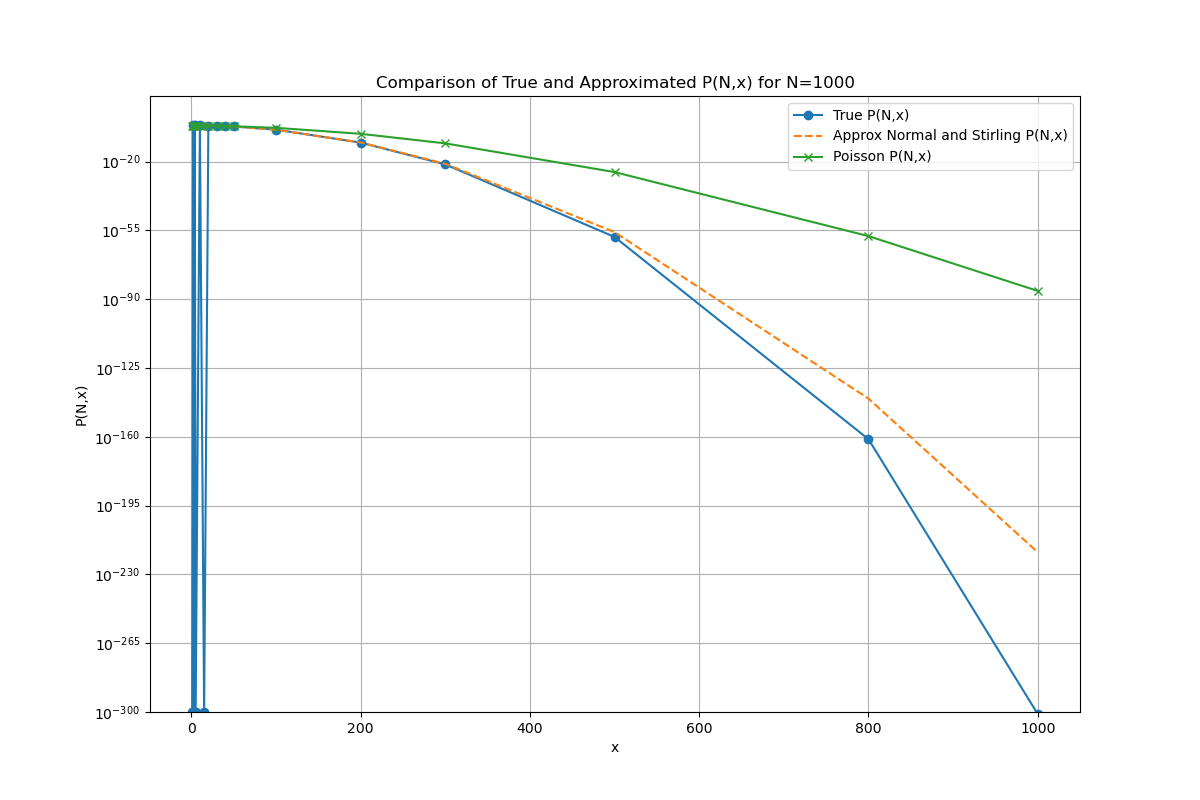 Comparison of True and Approximated P(N,x) for N=1000
True P(N,x)
Approx Normal and Stirling P(N,x)
Poisson P(N,x)
P(N,x)
10⁻²⁰
10⁻⁵⁵
10⁻⁹⁰
10⁻¹²⁵
10⁻¹⁶⁰
10⁻¹⁹⁵
10⁻²³⁰
10⁻²⁶⁵
10⁻³⁰⁰
0 200 400 600 800 1000
x